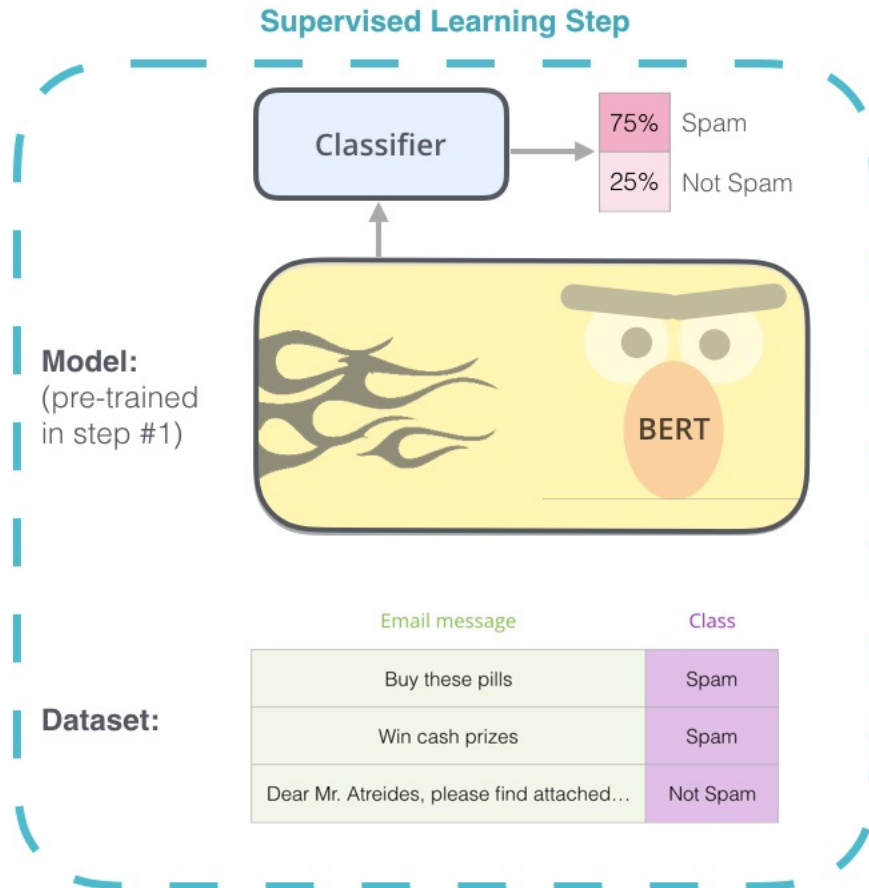 Supervised Learning Step
Classifier
75% Spam
25% Not Spam
Model:
(pre-trained
in step #1)
BERT
Email message Class
Buy these pills Spam
Dataset:
Win cash prizes Spam
Dear Mr. Atreides, please find attached… Not Spam